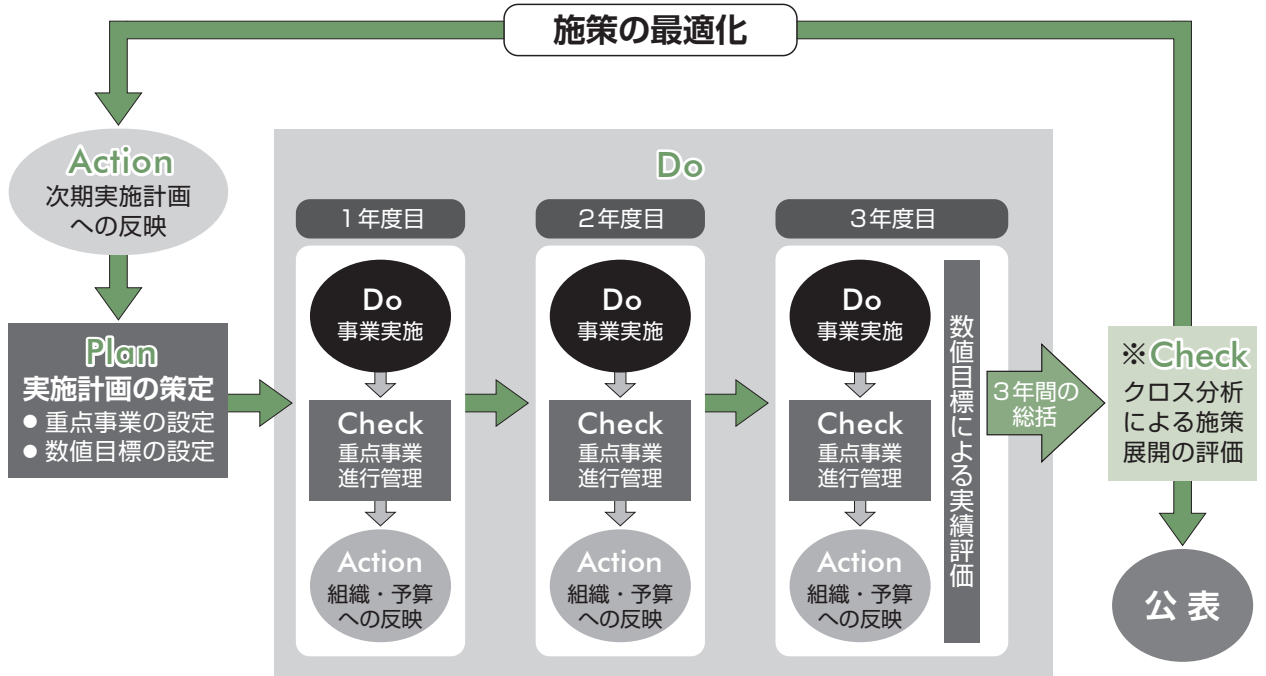 施策の最適化
Action
次期実施計画
への反映
Plan
実施計画の策定
● 重点事業の設定
● 数値目標の設定
Do
1年度目
Do
事業実施
Check
重点事業
進行管理
Action
組織・予算
への反映
2年度目
Do
事業実施
Check
重点事業
進行管理
Action
組織・予算
への反映
3年度目
Do
事業実施
Check
重点事業
進行管理
Action
組織・予算
への反映
数値目標による実績評価
3年間の
総括
※Check
クロス分析
による施策
展開の評価
公表